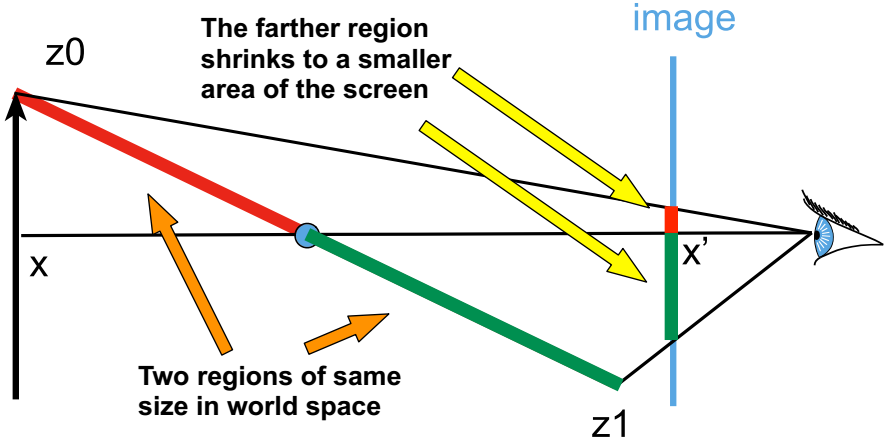 image
The farther region
shrinks to a smaller
area of the screen
z0
x
x’
Two regions of same
size in world space
z1